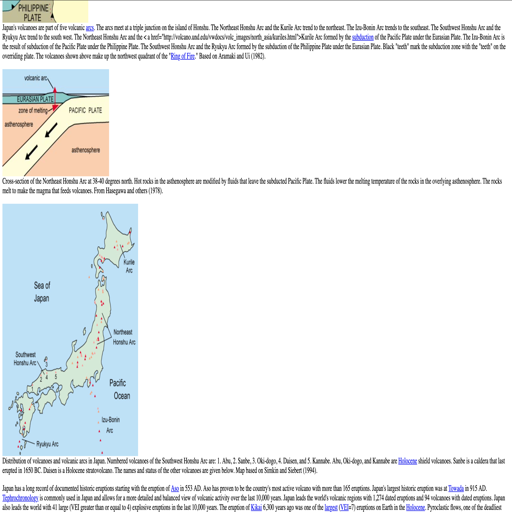 PHILIPPINE
PLATE
Japan's volcanoes are part of five volcanic arcs. The arcs meet at a triple junction on the island of Honshu. The Northeast Honshu Arc and the Kurile Arc trend to the northeast. The Izu-Bonin Arc trends to the southeast. The Southwest Honshu Arc and the
Ryukyu Arc trend to the south west. The Northeast Honshu Arc and the < a href="http://volcano.und.edu/vwdocs/volc_images/north_asia/kuriles.html">Kurile Arc formed by the subduction of the Pacific Plate under the Eurasian Plate. The Izu-Bonin Arc is
the result of subduction of the Pacific Plate under the Philippine Plate. The Southwest Honshu Arc and the Ryukyu Arc formed by the subduction of the Philippine Plate under the Eurasian Plate. Black "teeth" mark the subduction zone with the "teeth" on the
overriding plate. The volcanoes shown above make up the northwest quadrant of the "Ring of Fire." Based on Aramaki and Ui (1982).
volcanic arc
EURASIAN PLATE
zone of melting
PACIFIC PLATE
asthenosphere
asthenosphere
Cross-section of the Northeast Honshu Arc at 38-40 degrees north. Hot rocks in the asthenosphere are modified by fluids that leave the subducted Pacific Plate. The fluids lower the melting temperature of the rocks in the overlying asthenosphere. The rocks
melt to make the magma that feeds volcanoes. From Hasegawa and others (1978).
Kurile
Arc
Sea of
Japan
Northeast
Honshu Arc
Southwest
Honshu Arc
Pacific
Ocean
Izu-Bonin
Arc
Ryukyu Arc
Distribution of volcanoes and volcanic arcs in Japan. Numbered volcanoes of the Southwest Honshu Arc are: 1. Abu, 2. Sanbe, 3. Oki-dogo, 4. Daisen, and 5. Kannabe. Abu, Oki-dogo, and Kannabe are Holocene shield volcanoes. Sanbe is a caldera that last
erupted in 1650 BC. Daisen is a Holocene stratovolcano. The names and status of the other volcanoes are given below. Map based on Simkin and Siebert (1994).
Japan has a long record of documented historic eruptions starting with the eruption of Aso in 553 AD. Aso has proven to be the country's most active volcano with more than 165 eruptions. Japan's largest historic eruption was at Towada in 915 AD.
Tephrochronology is commonly used in Japan and allows for a more detailed and balanced view of volcanic activity over the last 10,000 years. Japan leads the world's volcanic regions with 1,274 dated eruptions and 94 volcanoes with dated eruptions. Japan
also leads the world with 41 large (VEI greater than or equal to 4) explosive eruptions in the last 10,000 years. The eruption of Kikai 6,300 years ago was one of the largest (VEI=7) eruptions on Earth in the Holocene. Pyroclastic flows, one of the deadliest